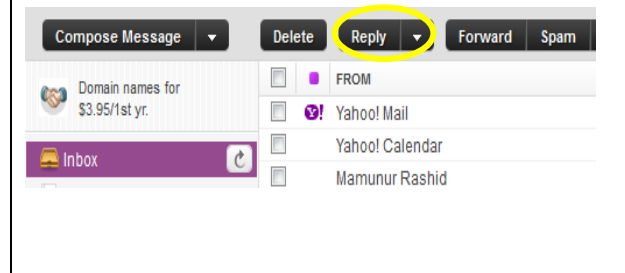 Compose Message Delete Reply Forward Spam
Domain names for
$3.95/1st yr.
FROM
Y! Yahoo! Mail
Inbox
Yahoo! Calendar
Mamunur Rashid